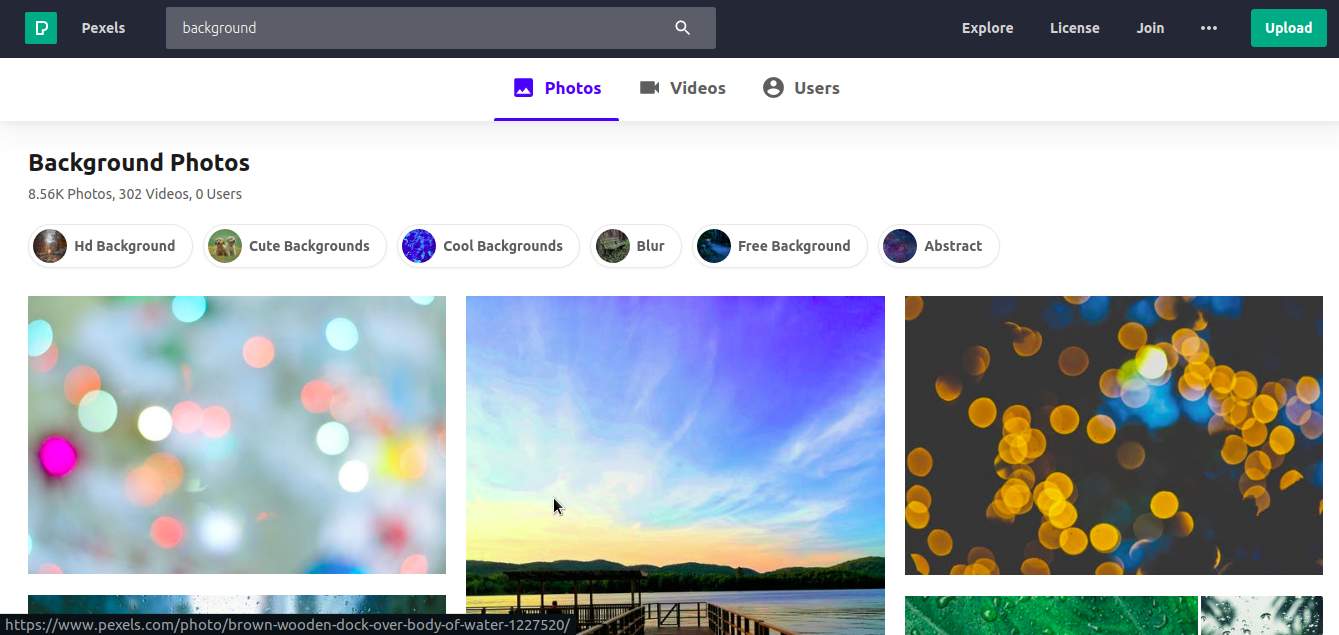 Pexels
background
Explore
License
Join
Upload
Photos
Videos
Users
Background Photos
8.56K Photos, 302 Videos, 0 Users
Hd Background
Cute Backgrounds
Cool Backgrounds
Blur
Free Background
Abstract
https://www.pexels.com/photo/brown-wooden-dock-over-body-of-water-1227520/